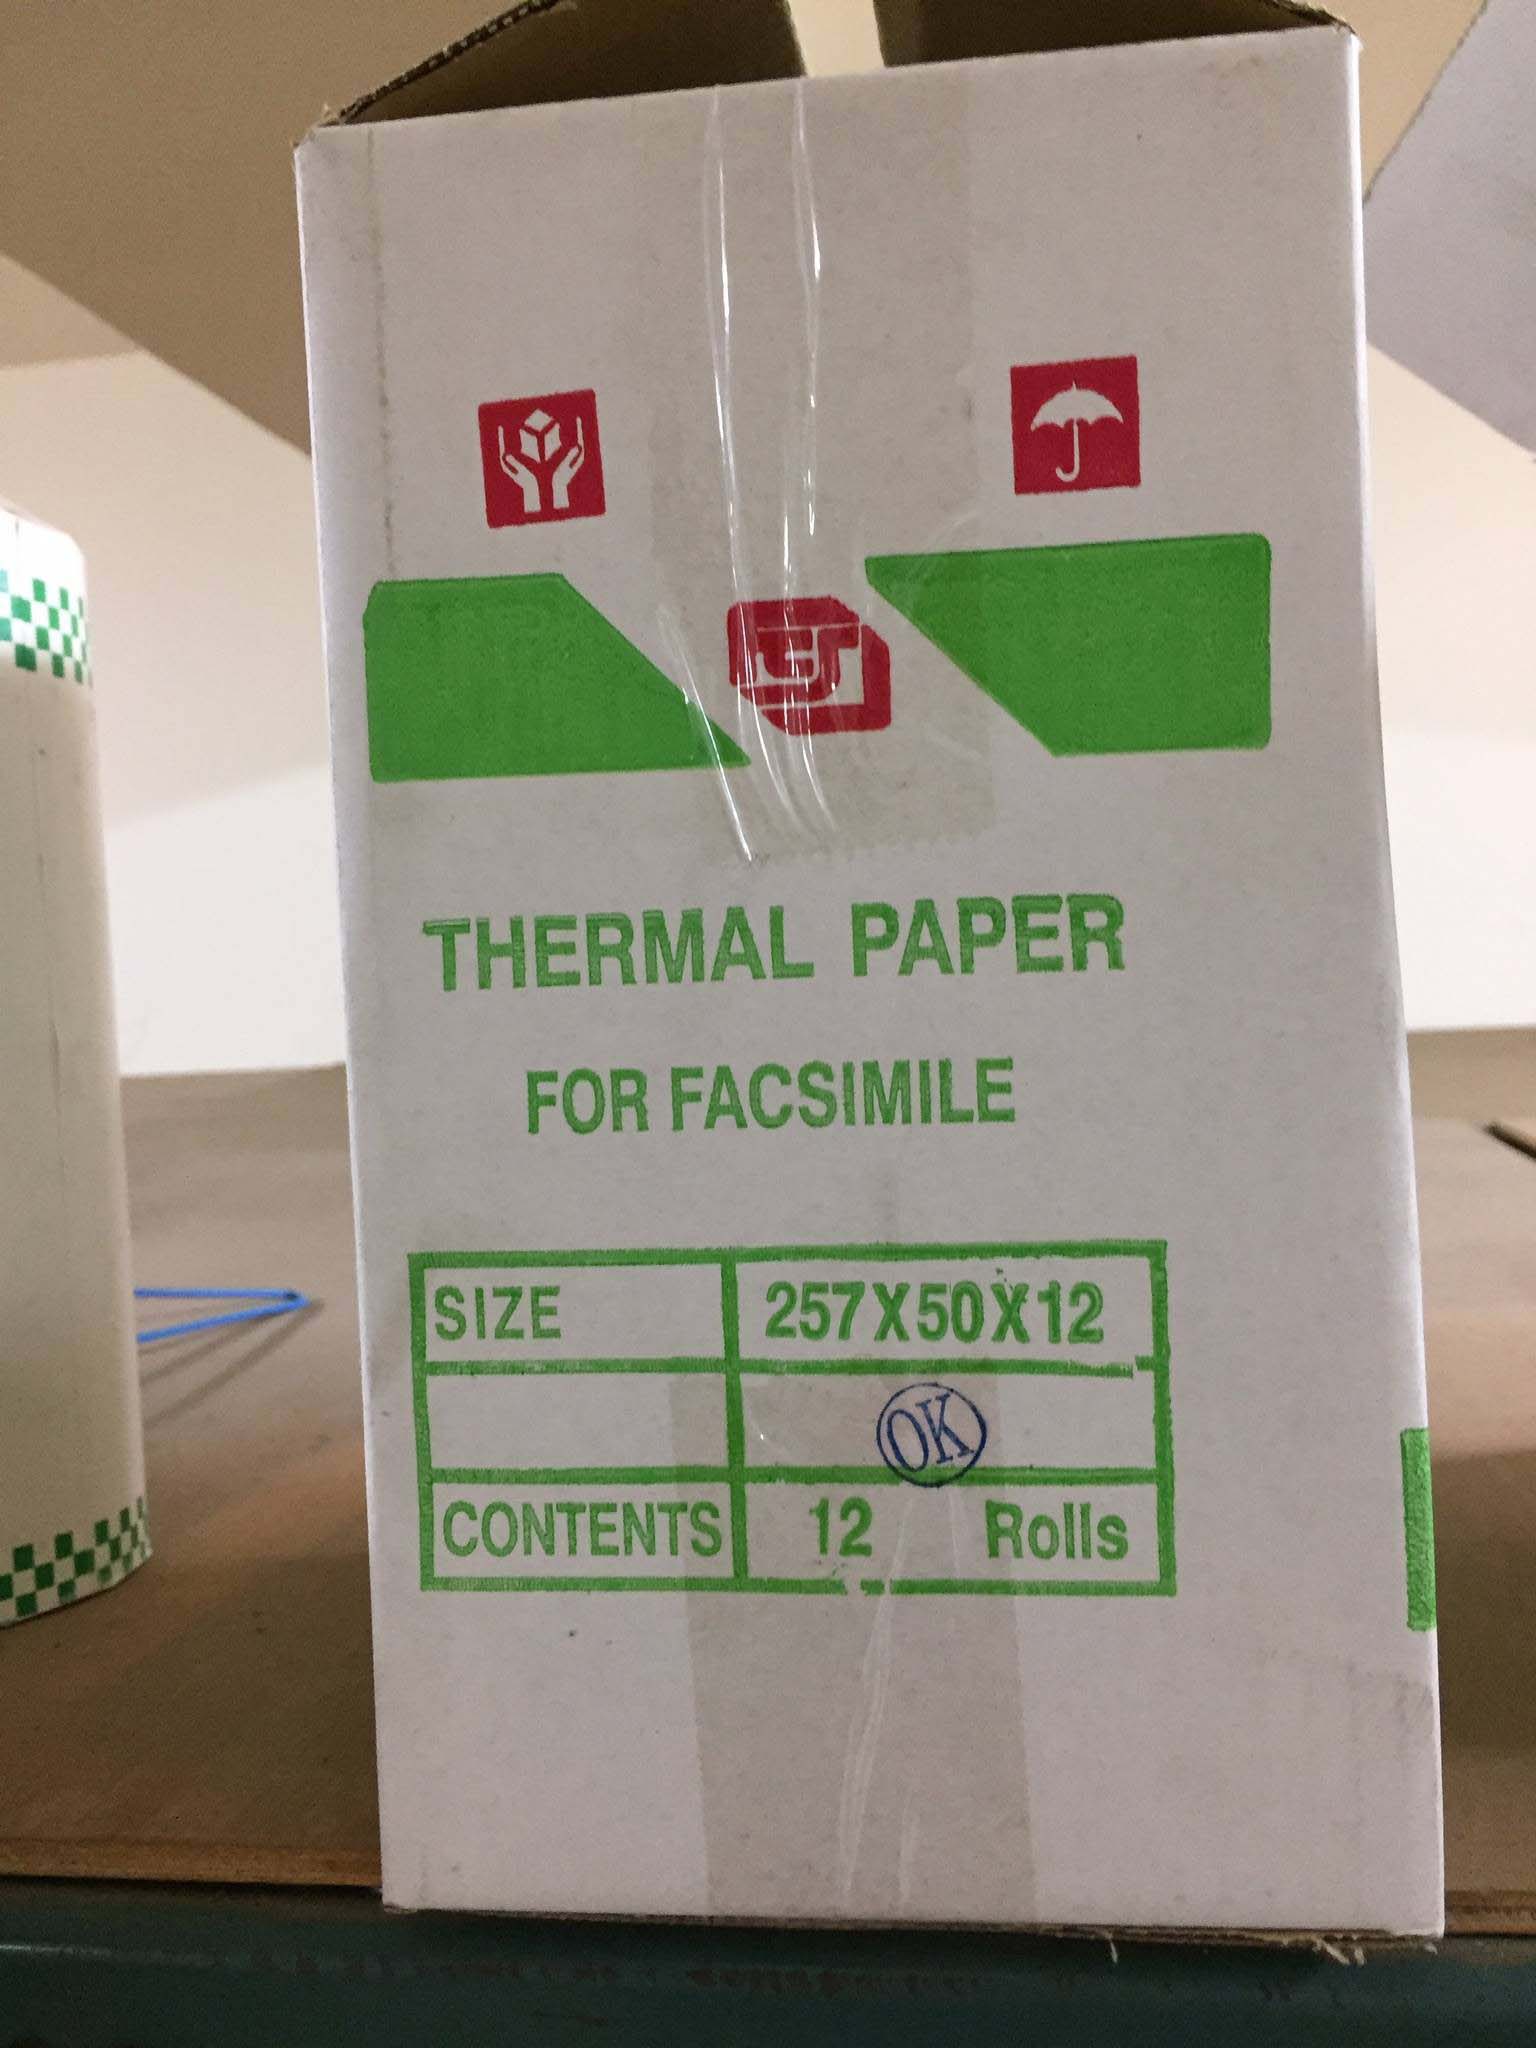 THERMAL PAPER
FOR FACSIMILE
SIZE 257X50X12
OK
CONTENTS 12 Rolls